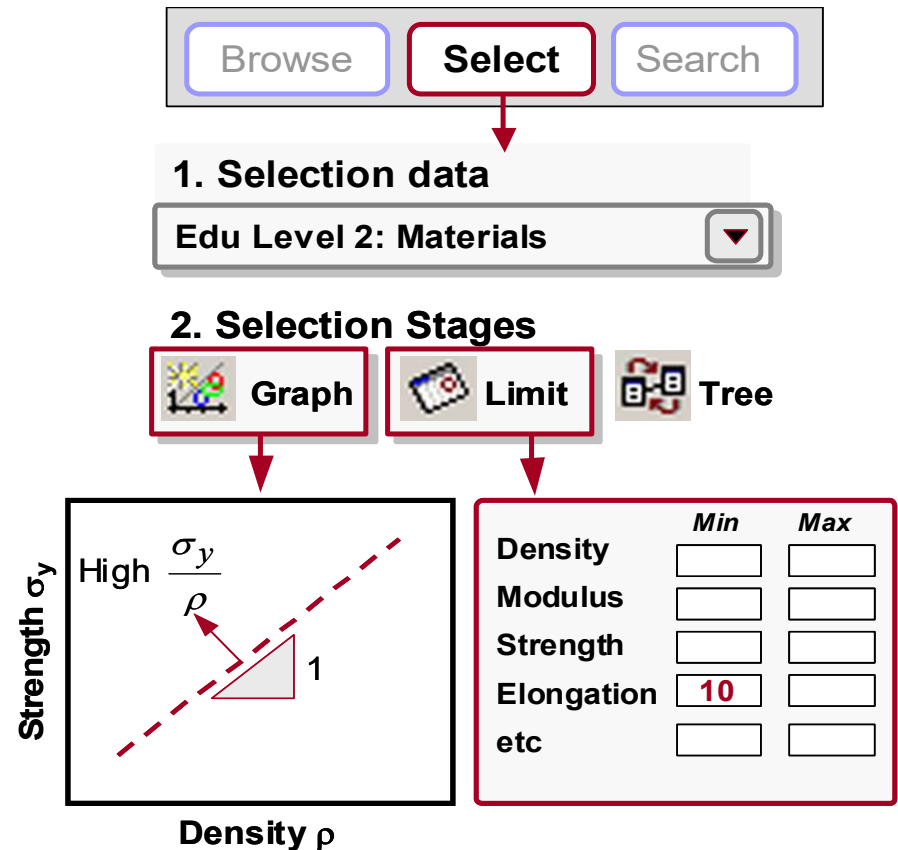 Browse Select Search
1. Selection data
Edu Level 2: Materials
2. Selection Stages
Graph Limit Tree
High σy/ρ
1
Strength σy
Density ρ
Min Max
Density
Modulus
Strength
Elongation 10
etc